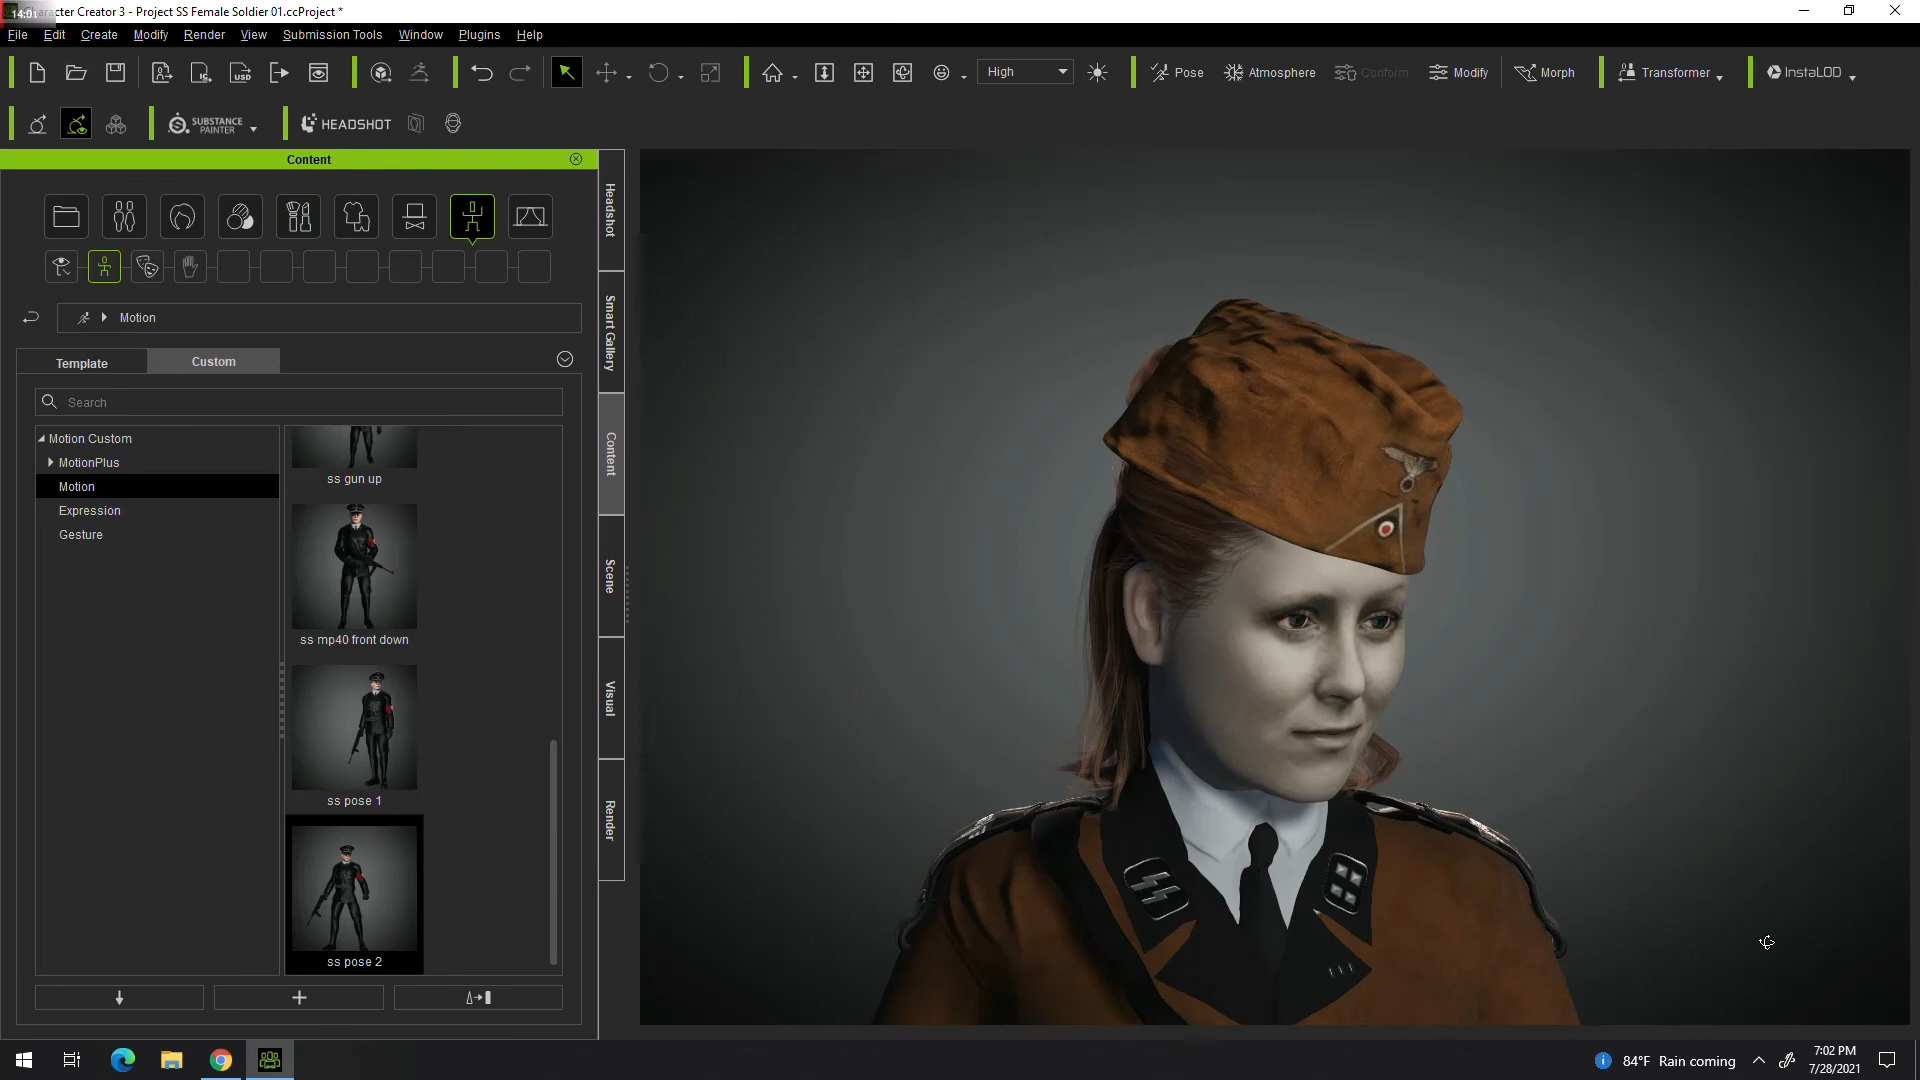 14:01
Character Creator 3 - Project SS Female Soldier 01.ccProject *
File Edit Create Modify Render View Submission Tools Window Plugins Help
High
Pose
Atmosphere
Conform
Modify
Morph
Transformer
InstaLOD
SUBSTANCE
PAINTER
HEADSHOT
Content
Motion
Template
Custom
Search
Motion Custom
MotionPlus
Motion
Expression
Gesture
ss gun up
ss mp40 front down
ss pose 1
ss pose 2
Headshot
Smart Gallery
Content
Scene
Visual
Render
84°F Rain coming
7:02 PM
7/28/2021